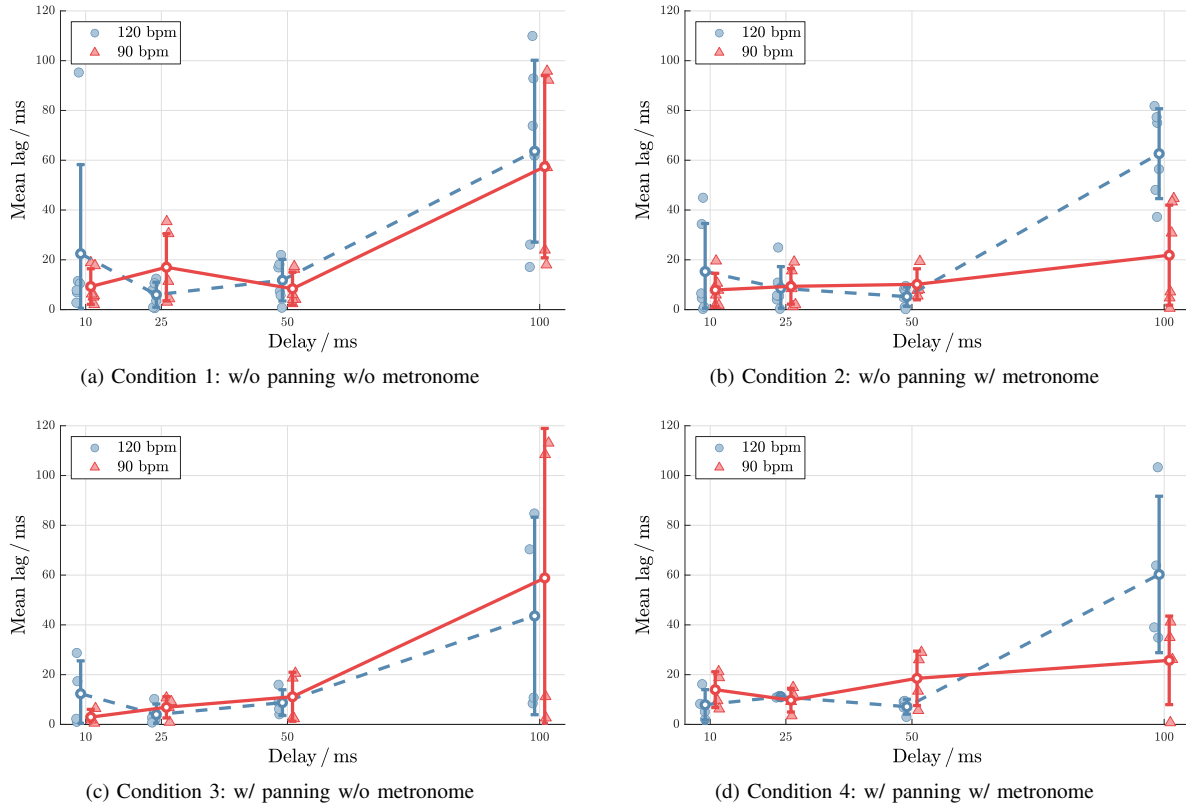 120
100
80
60
40
20
0
Mean lag / ms
120 bpm
90 bpm
10 25 50 100
Delay / ms
(a) Condition 1: w/o panning w/o metronome
120
100
80
60
40
20
0
Mean lag / ms
120 bpm
90 bpm
10 25 50 100
Delay / ms
(b) Condition 2: w/o panning w/ metronome
120
100
80
60
40
20
0
Mean lag / ms
120 bpm
90 bpm
10 25 50 100
Delay / ms
(c) Condition 3: w/ panning w/o metronome
120
100
80
60
40
20
0
Mean lag / ms
120 bpm
90 bpm
10 25 50 100
Delay / ms
(d) Condition 4: w/ panning w/ metronome